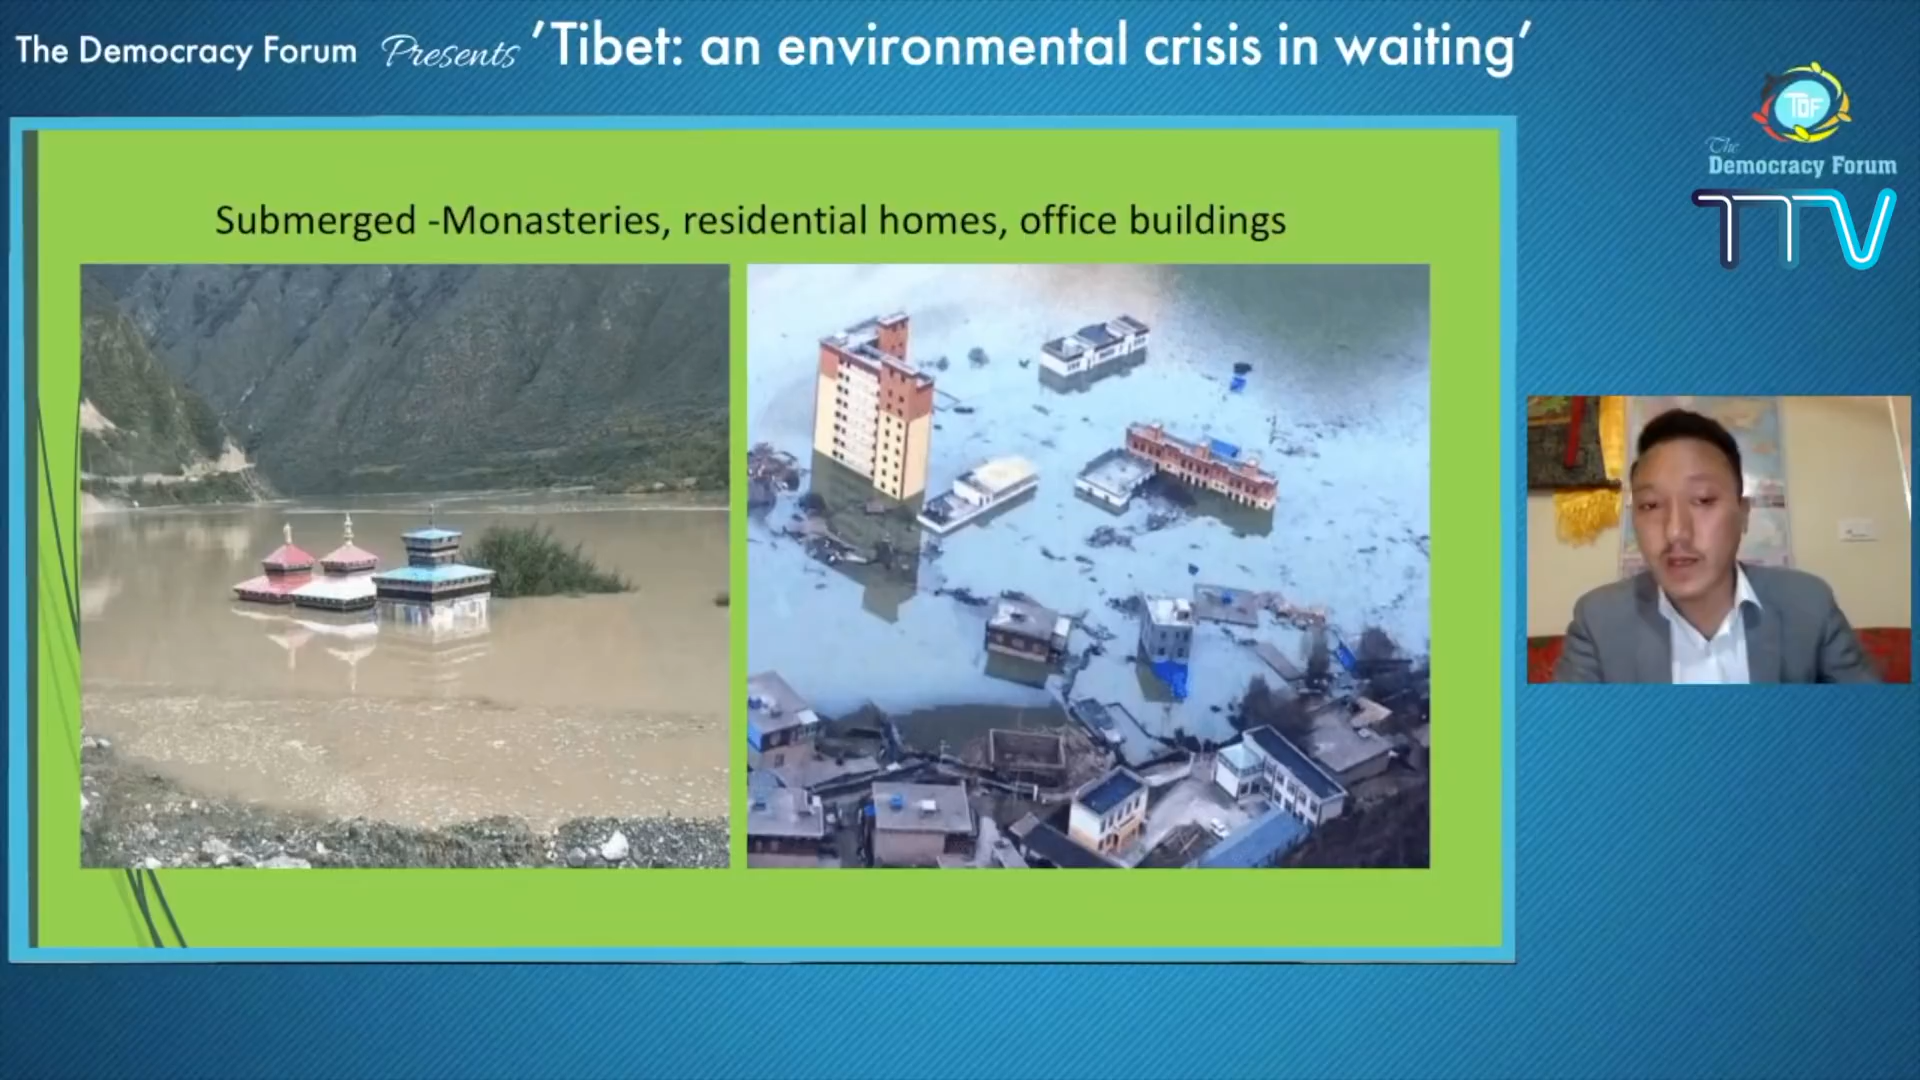 The Democracy Forum Presents 'Tibet: an environmental crisis in waiting'
TDF
The
Democracy Forum
TTV
Submerged -Monasteries, residential homes, office buildings